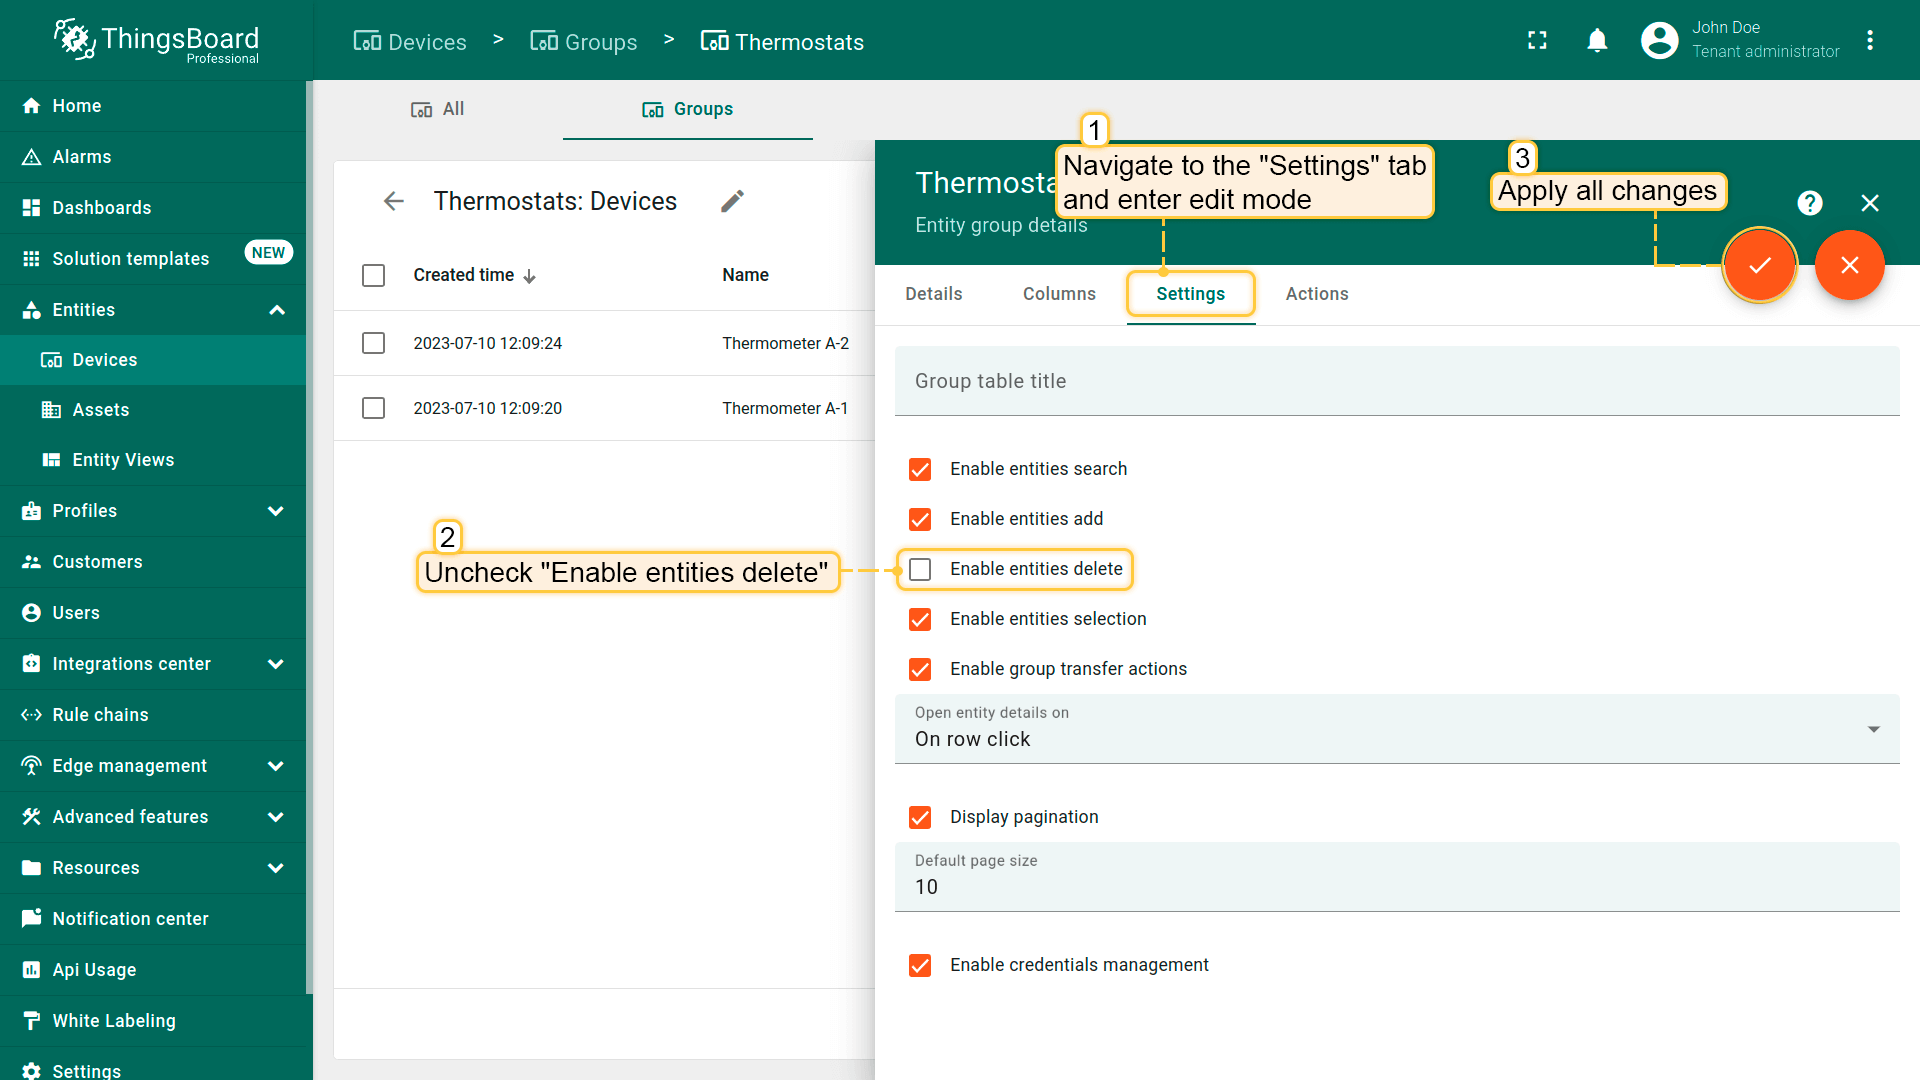 ThingsBoard
Professional
Devices > Groups > Thermostats
John Doe
Tenant administrator
Home
Alarms
Dashboards
Solution templates NEW
Entities
Devices
Assets
Entity Views
Profiles
Customers
Users
Integrations center
Rule chains
Edge management
Advanced features
Resources
Notification center
Api Usage
White Labeling
Settings
All
Groups
Thermostats: Devices
Created time
Name
2023-07-10 12:09:24
Thermometer A-2
2023-07-10 12:09:20
Thermometer A-1
2
Uncheck "Enable entities delete"
1
Navigate to the "Settings" tab
and enter edit mode
3
Apply all changes
Thermosta
Entity group details
Details
Columns
Settings
Actions
Group table title
Enable entities search
Enable entities add
Enable entities delete
Enable entities selection
Enable group transfer actions
Open entity details on
On row click
Display pagination
Default page size
10
Enable credentials management